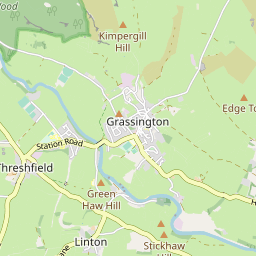 Kimpergill
Hill
Edge To
Grassington
Station Road
Threshfield
Green
Haw Hill
Linton
Stickhaw
Hill